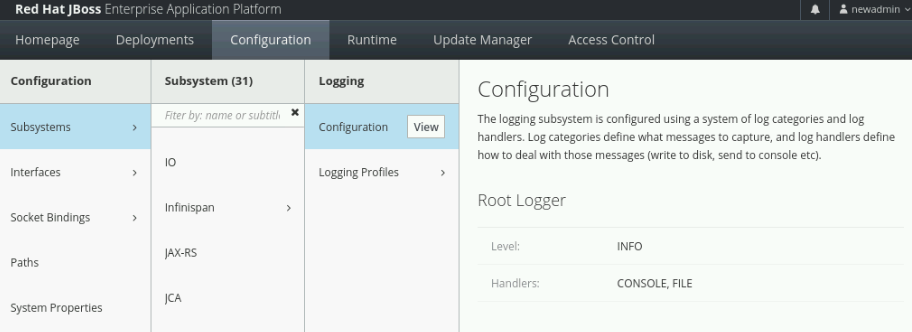 Red Hat JBoss Enterprise Application Platform
newadmin
Homepage Deployments Configuration Runtime Update Manager Access Control
Configuration
Subsystems
Interfaces
Socket Bindings
Paths
System Properties
Subsystem (31)
Fiter by: name or subtitle
IO
Infinispan
JAX-RS
JCA
Logging
Configuration View
Logging Profiles
Configuration
The logging subsystem is configured using a system of log categories and log
handlers. Log categories define what messages to capture, and log handlers define
how to deal with those messages (write to disk, send to console etc).
Root Logger
Level: INFO
Handlers: CONSOLE, FILE